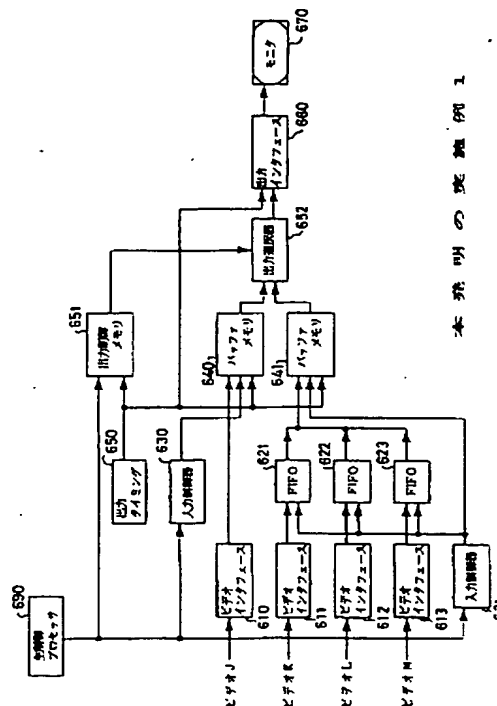 690
主制御
プロセッサ
650
出力
タイミング
651
出力制御
メモリ
630
入力制御器
640
バッファ
メモリ
641
バッファ
メモリ
652
出力選択器
660
出力
インタフェース
670
モニタ
621
FIFO
622
FIFO
623
FIFO
ビデオJ
ビデオ
インタフェース
610
ビデオK
ビデオ
インタフェース
611
ビデオL
ビデオ
インタフェース
612
ビデオM
ビデオ
インタフェース
613
入力制御器
本発明の実施例1